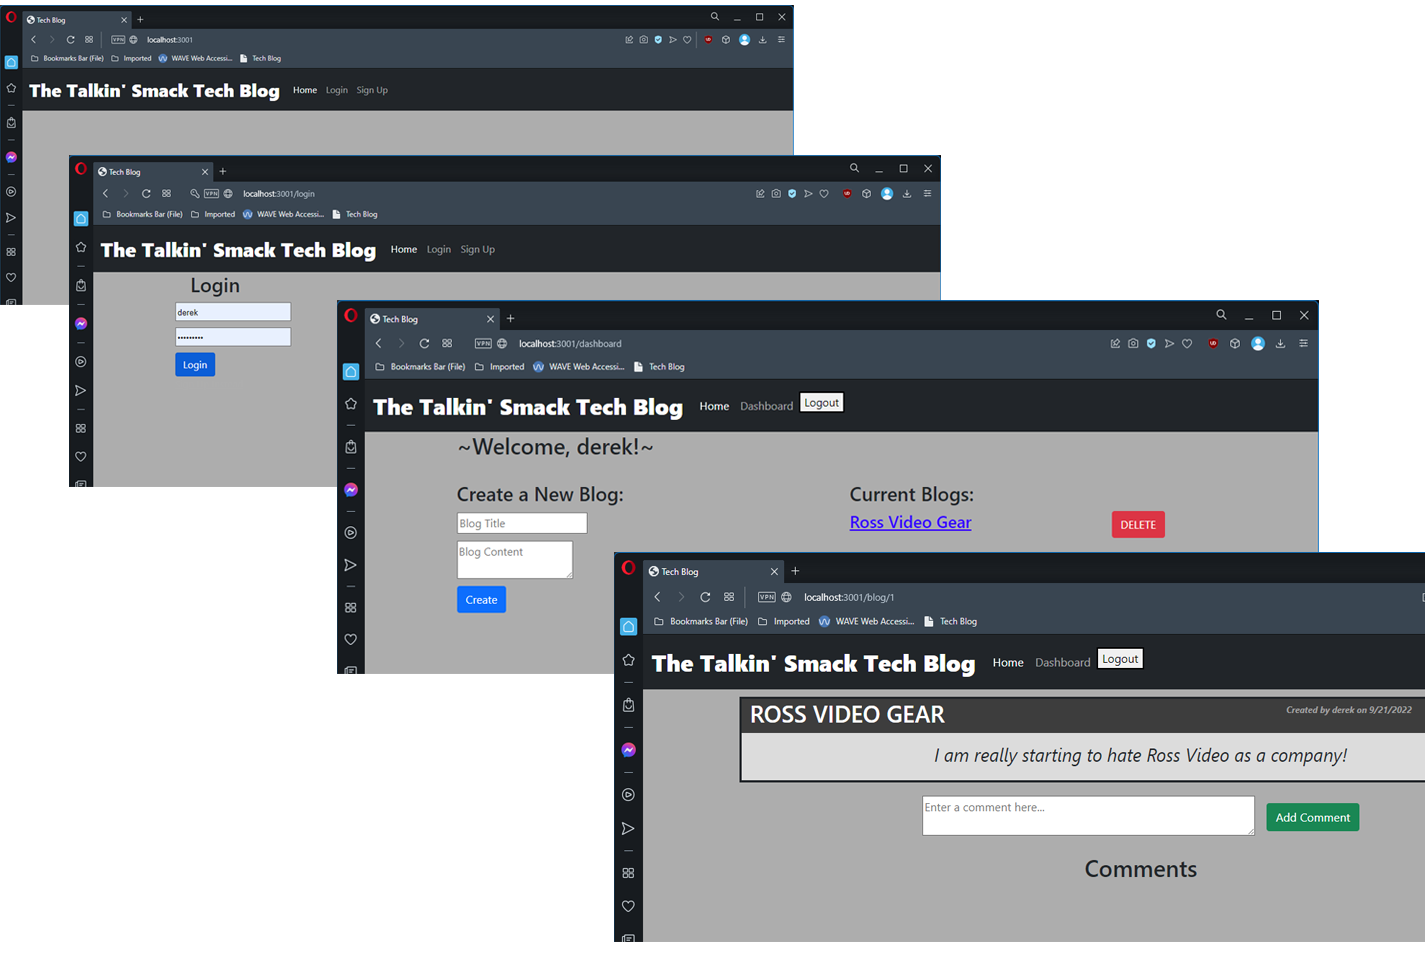 Tech Blog
VPN localhost:3001
Bookmarks Bar (File) Imported WAVE Web Accessi... Tech Blog
The Talkin' Smack Tech Blog Home Login Sign Up
Tech Blog
VPN localhost:3001/login
Bookmarks Bar (File) Imported WAVE Web Accessi... Tech Blog
The Talkin' Smack Tech Blog Home Login Sign Up
Login
derek
•••••••••
Login
Tech Blog
VPN localhost:3001/dashboard
Bookmarks Bar (File) Imported WAVE Web Accessi... Tech Blog
The Talkin' Smack Tech Blog Home Dashboard Logout
~Welcome, derek!~
Create a New Blog: Current Blogs:
Blog Title Ross Video Gear DELETE
Blog Content
Create
Tech Blog
VPN localhost:3001/blog/1
Bookmarks Bar (File) Imported WAVE Web Accessi... Tech Blog
The Talkin' Smack Tech Blog Home Dashboard Logout
ROSS VIDEO GEAR Created by derek on 9/21/2022
I am really starting to hate Ross Video as a company!
Enter a comment here... Add Comment
Comments